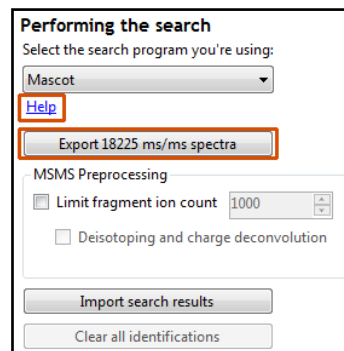 Performing the search
Select the search program you're using:
Mascot
Help
Export 18225 ms/ms spectra
MSMS Preprocessing
Limit fragment ion count 1000
Deisotoping and charge deconvolution
Import search results
Clear all identifications